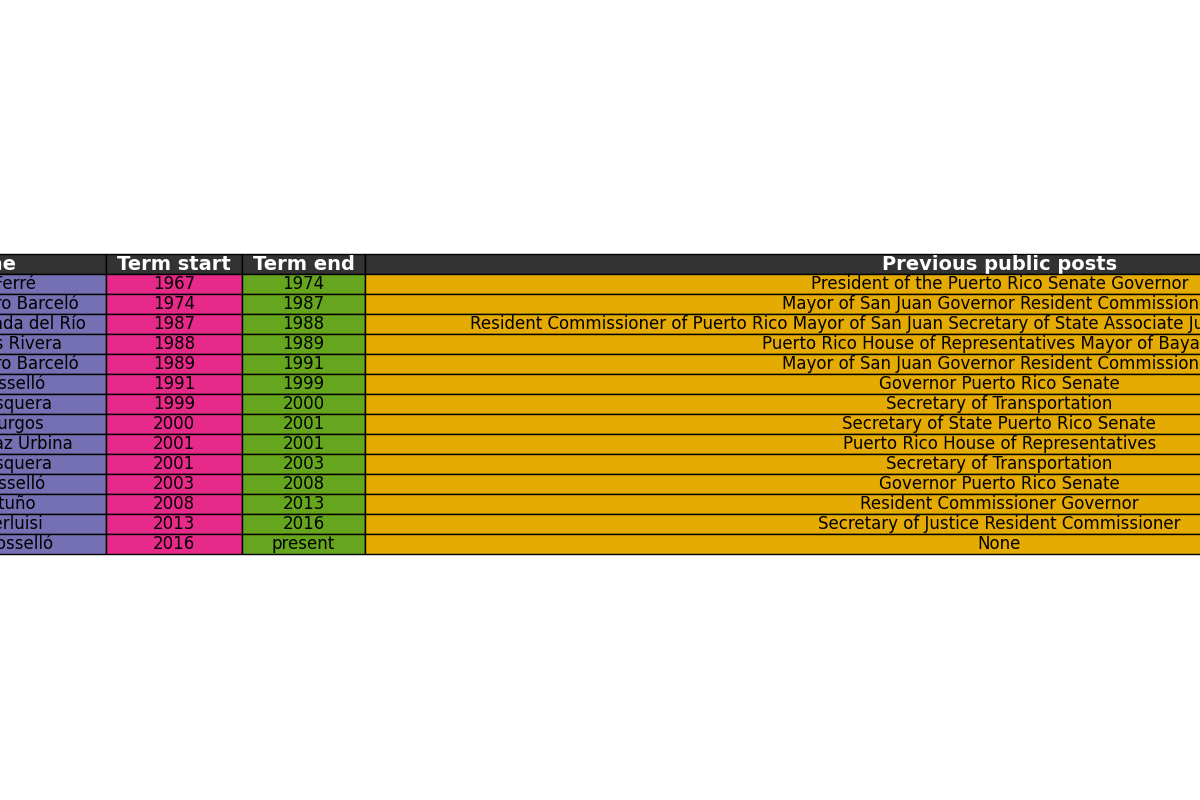 ne Term start Term end Previous public posts
Ferré 1967 1974 President of the Puerto Rico Senate Governor
ro Barceló 1974 1987 Mayor of San Juan Governor Resident Commission
da del Río 1987 1988 Resident Commissioner of Puerto Rico Mayor of San Juan Secretary of State Associate Ju
s Rivera 1988 1989 Puerto Rico House of Representatives Mayor of Baya
ro Barceló 1989 1991 Mayor of San Juan Governor Resident Commission
sselló 1991 1999 Governor Puerto Rico Senate
squera 1999 2000 Secretary of Transportation
urgos 2000 2001 Secretary of State Puerto Rico Senate
az Urbina 2001 2001 Puerto Rico House of Representatives
squera 2001 2003 Secretary of Transportation
sselló 2003 2008 Governor Puerto Rico Senate
tuño 2008 2013 Resident Commissioner Governor
erluisi 2013 2016 Secretary of Justice Resident Commissioner
osselló 2016 present None